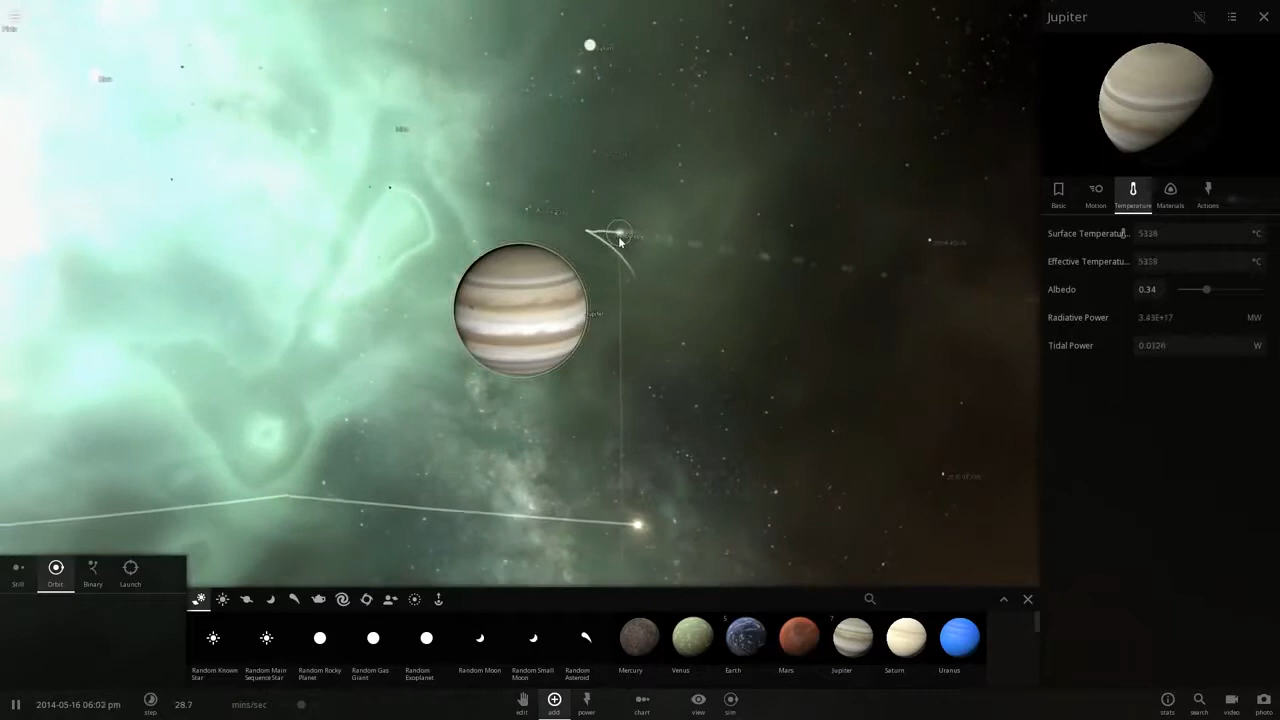 Jupiter
Pluto
Jupiter
Basic
Motion
Temperature
Materials
Actions
Surface Temperatu... 5338 °C
Effective Temperatu... 5338 °C
Albedo 0.34
Radiative Power 3.43E+17 MW
Tidal Power 0.0126 W
Still
Orbit
Binary
Launch
5
7
Random Known Star
Random Main Sequence Star
Random Rocky Planet
Random Gas Giant
Random Exoplanet
Random Moon
Random Small Moon
Random Asteroid
Mercury
Venus
Earth
Mars
Jupiter
Saturn
Uranus
2014-05-16 06:02 pm
step
28.7
mins/sec
edit
add
power
chart
view
sim
stats
search
video
photo